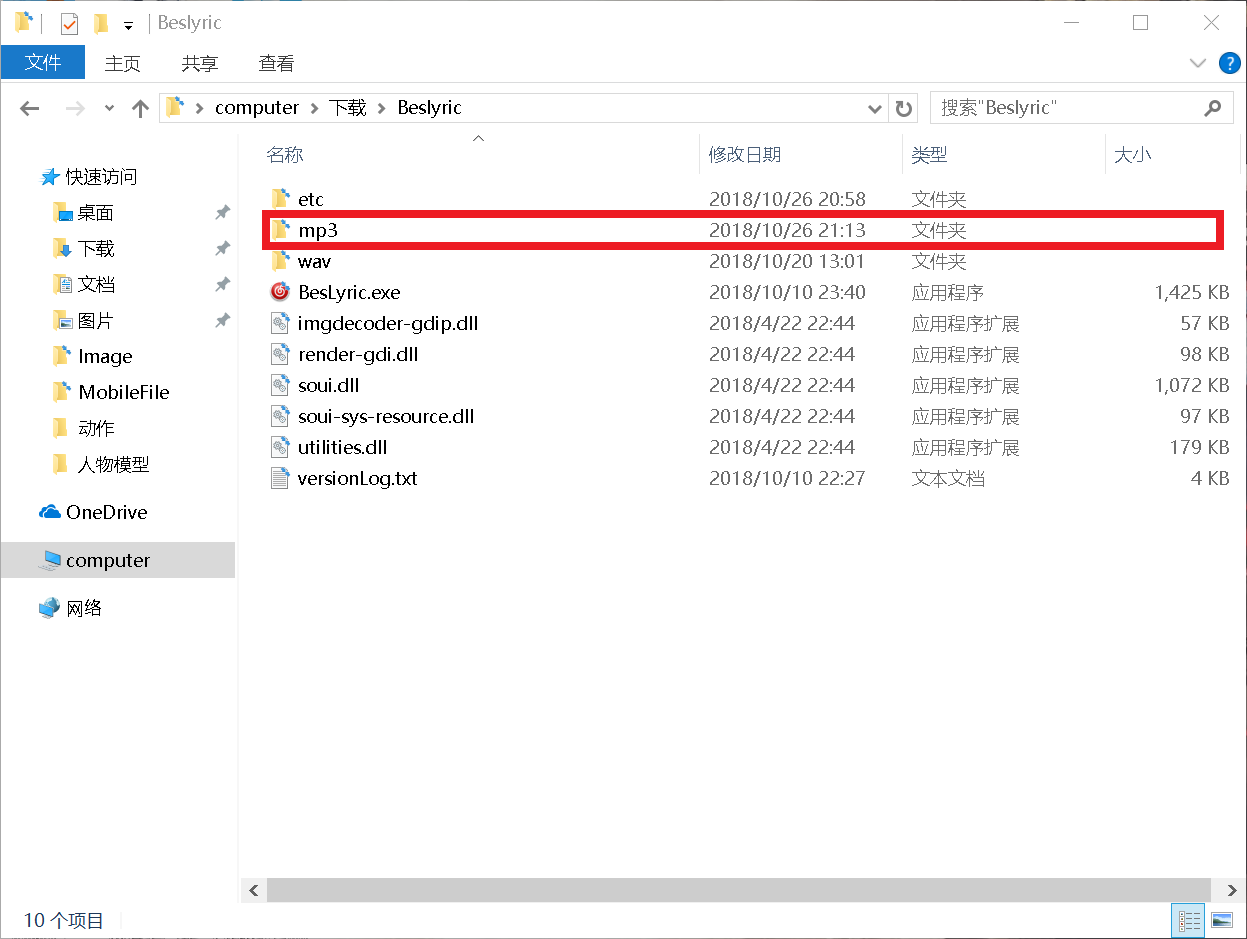 Beslyric
文件 主页 共享 查看
computer 下载 Beslyric 搜索"Beslyric"
名称 修改日期 类型 大小
快速访问
桌面
下载
文档
图片
Image
MobileFile
动作
人物模型
OneDrive
computer
网络
etc 2018/10/26 20:58 文件夹
mp3 2018/10/26 21:13 文件夹
wav 2018/10/20 13:01 文件夹
BesLyric.exe 2018/10/10 23:40 应用程序 1,425 KB
imgdecoder-gdip.dll 2018/4/22 22:44 应用程序扩展 57 KB
render-gdi.dll 2018/4/22 22:44 应用程序扩展 98 KB
soui.dll 2018/4/22 22:44 应用程序扩展 1,072 KB
soui-sys-resource.dll 2018/4/22 22:44 应用程序扩展 97 KB
utilities.dll 2018/4/22 22:44 应用程序扩展 179 KB
versionLog.txt 2018/10/10 22:27 文本文档 4 KB
10 个项目